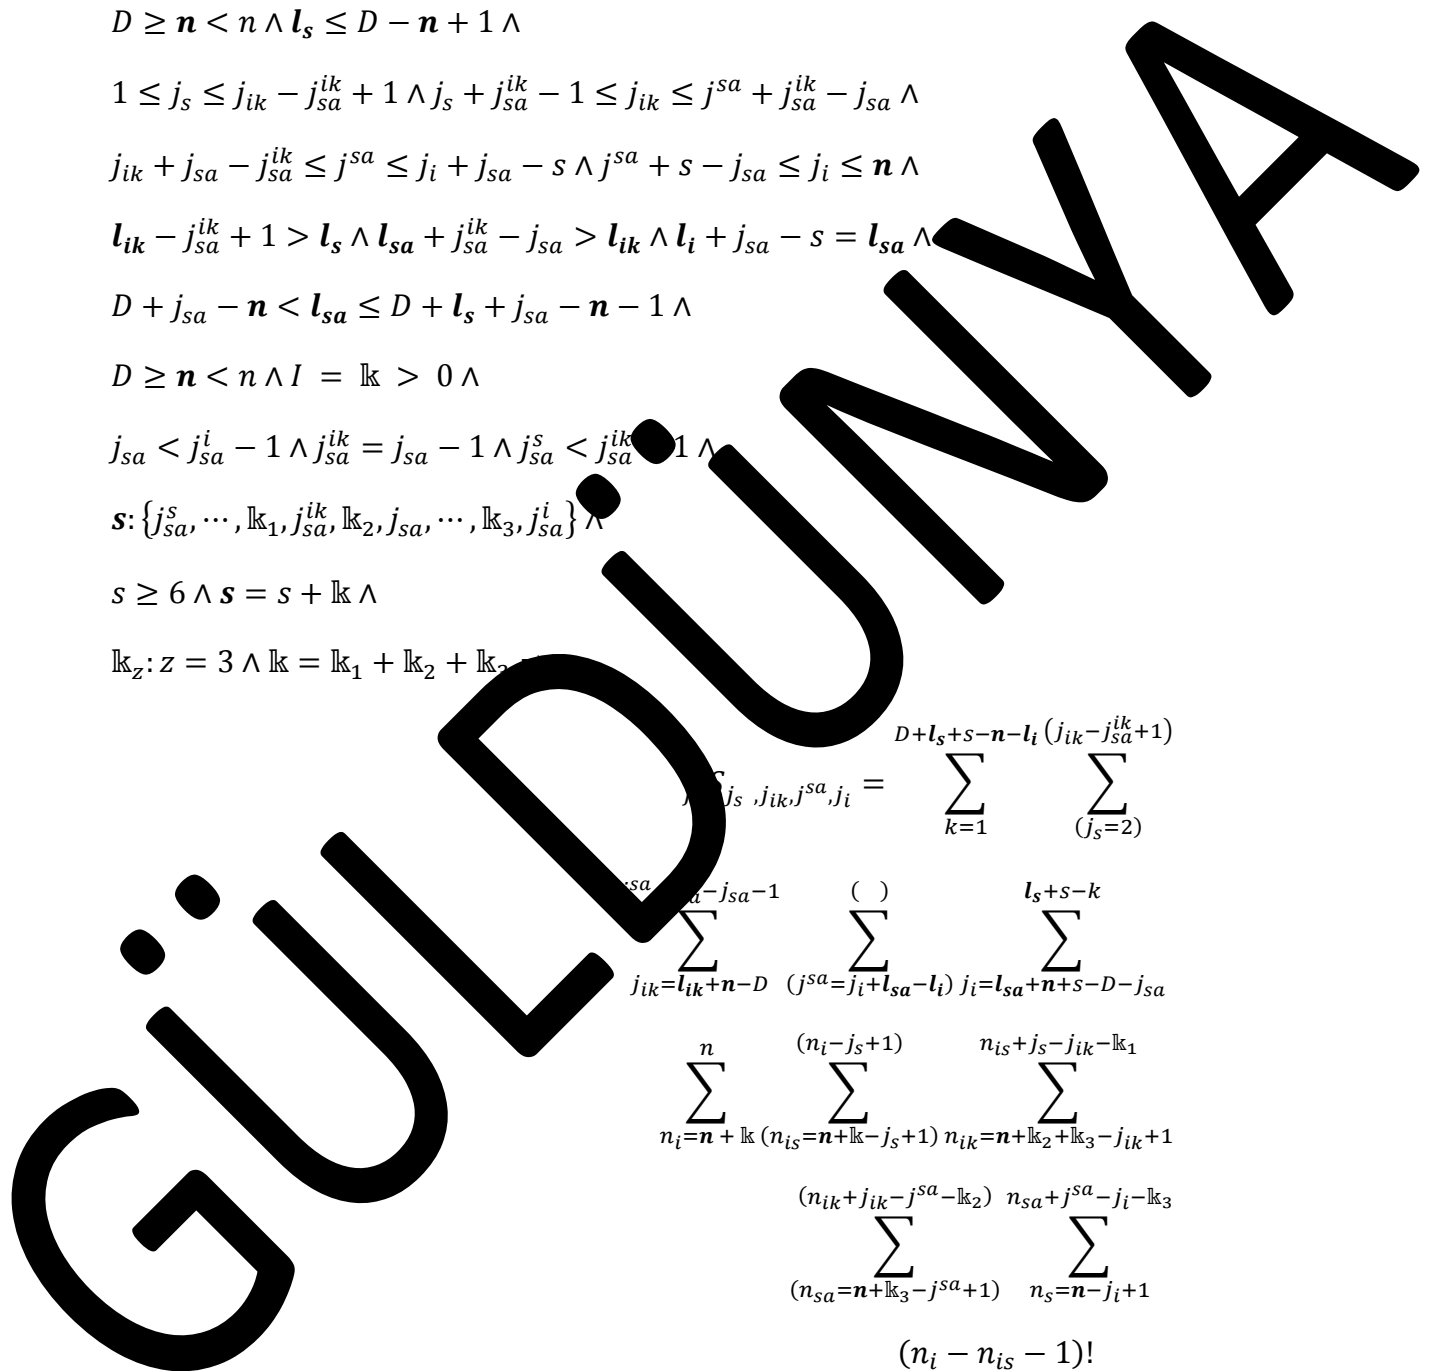 D ≥ n < n ∧ l_s ≤ D − n + 1 ∧
1 ≤ j_s ≤ j_{ik} − j_{sa}^{ik} + 1 ∧ j_s + j_{sa}^{ik} − 1 ≤ j_{ik} ≤ j^{sa} + j_{sa}^{ik} − j_{sa} ∧
j_{ik} + j_{sa} − j_{sa}^{ik} ≤ j^{sa} ≤ j_i + j_{sa} − s ∧ j^{sa} + s − j_{sa} ≤ j_i ≤ n ∧
l_{ik} − j_{sa}^{ik} + 1 > l_s ∧ l_{sa} + j_{sa}^{ik} − j_{sa} > l_{ik} ∧ l_i + j_{sa} − s = l_{sa} ∧
D + j_{sa} − n < l_{sa} ≤ D + l_s + j_{sa} − n − 1 ∧
D ≥ n < n ∧ I = 𝕜 > 0 ∧
j_{sa} < j_{sa}^i − 1 ∧ j_{sa}^{ik} = j_{sa} − 1 ∧ j_{sa}^s < j_{sa}^{ik} 1 ∧
s: {j_{sa}^s, ⋯, 𝕜_1, j_{sa}^{ik}, 𝕜_2, j_{sa}, ⋯, 𝕜_3, j_{sa}^i} ∧
s ≥ 6 ∧ s = s + 𝕜 ∧
𝕜_z: z = 3 ∧ 𝕜 = 𝕜_1 + 𝕜_2 + 𝕜_3
D+l_s+s−n−l_i (j_{ik}−j_{sa}^{ik}+1)
S_{j_s ,j_{ik},j^{sa},j_i} = ∑ ∑
k=1 (j_s=2)
−j_{sa}−1 ( ) l_s+s−k
∑ ∑ ∑
j_{ik}=l_{ik}+n−D (j^{sa}=j_i+l_{sa}−l_i) j_i=l_{sa}+n+s−D−j_{sa}
n (n_i−j_s+1) n_{is}+j_s−j_{ik}−𝕜_1
∑ ∑ ∑
n_i=n + 𝕜 (n_{is}=n+𝕜−j_s+1) n_{ik}=n+𝕜_2+𝕜_3−j_{ik}+1
(n_{ik}+j_{ik}−j^{sa}−𝕜_2) n_{sa}+j^{sa}−j_i−𝕜_3
∑ ∑
(n_{sa}=n+𝕜_3−j^{sa}+1) n_s=n−j_i+1
(n_i − n_{is} − 1)!
GÜLDÜNYA